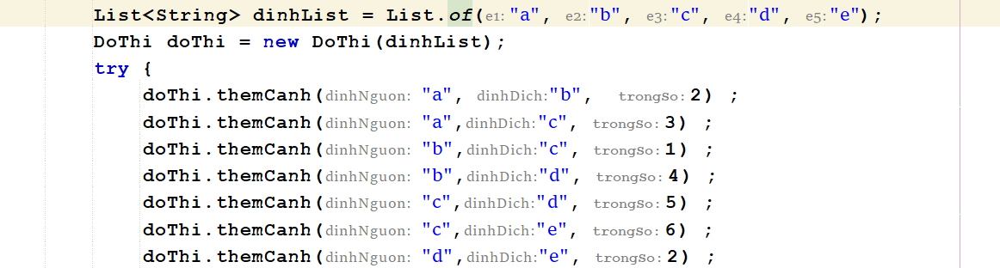 List<String> dinhList = List.of(e1: "a", e2: "b", e3: "c", e4: "d", e5: "e");
DoThi doThi = new DoThi(dinhList);
try {
doThi.themCanh(dinhNguon: "a", dinhDich: "b", trongSo: 2) ;
doThi.themCanh(dinhNguon: "a",dinhDich: "c", trongSo: 3) ;
doThi.themCanh(dinhNguon: "b",dinhDich: "c", trongSo: 1) ;
doThi.themCanh(dinhNguon: "b",dinhDich: "d", trongSo: 4) ;
doThi.themCanh(dinhNguon: "c",dinhDich: "d", trongSo: 5) ;
doThi.themCanh(dinhNguon: "c",dinhDich: "e", trongSo: 6) ;
doThi.themCanh(dinhNguon: "d",dinhDich: "e", trongSo: 2) ;